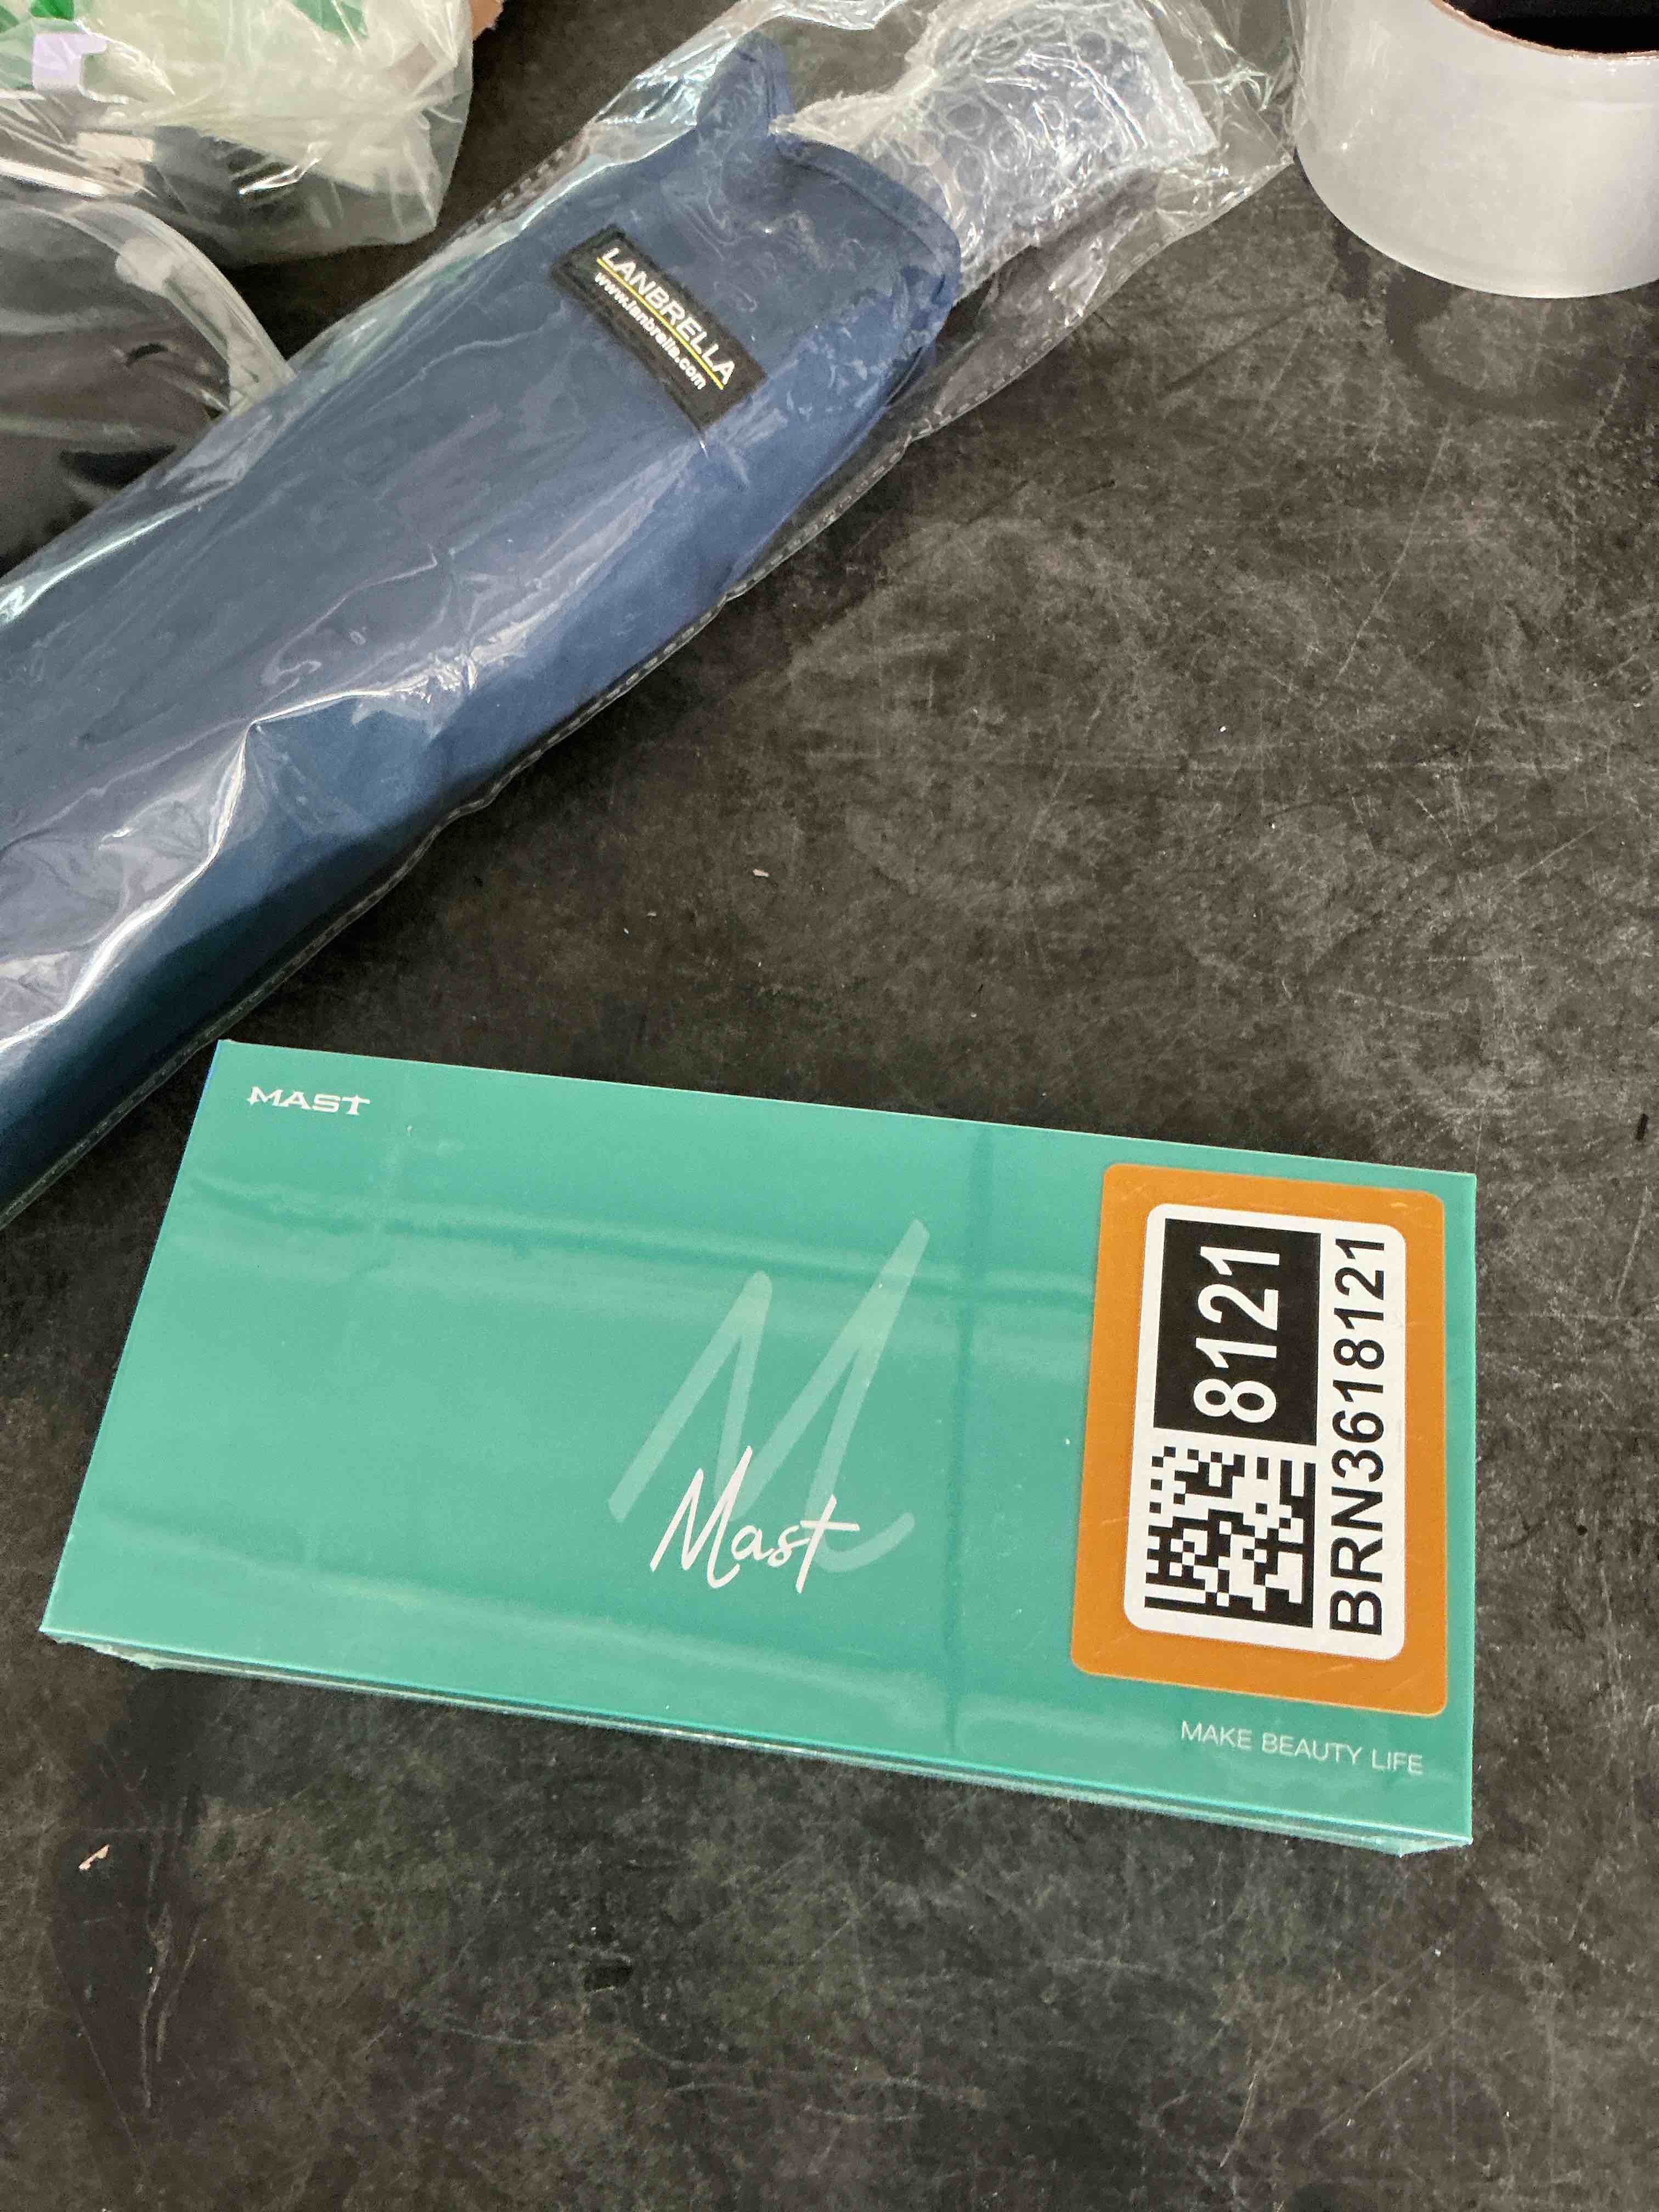 LANBRELLA
www.lanbrella.com
MAST
Mast
8121
BRN3618121
MAKE BEAUTY LIFE